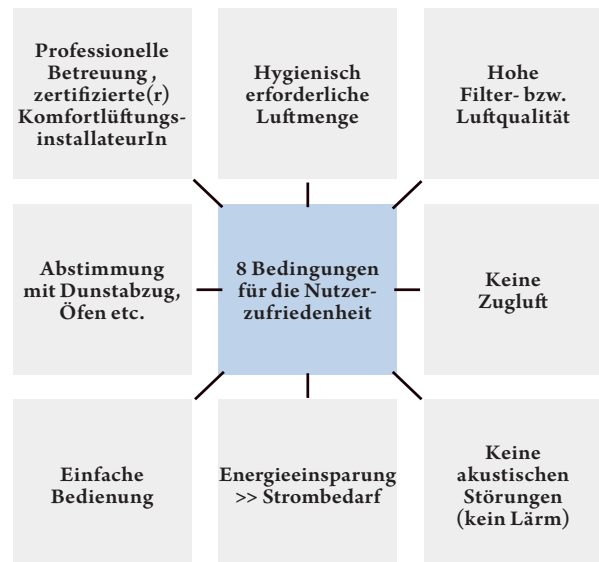 Professionelle
Betreuung ,
zertifizierte(r)
Komfortlüftungs-
installateurIn
Hygienisch
erforderliche
Luftmenge
Hohe
Filter- bzw.
Luftqualität
Abstimmung
mit Dunstabzug,
Öfen etc.
8 Bedingungen
für die Nutzer-
zufriedenheit
Keine
Zugluft
Einfache
Bedienung
Energieeinsparung
>> Strombedarf
Keine
akustischen
Störungen
(kein Lärm)